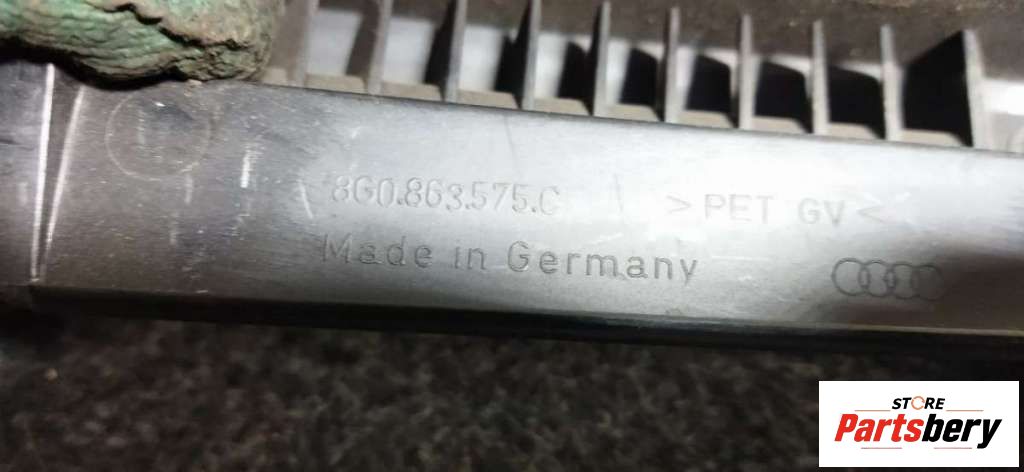 8G0.863.575.C
> PET GV <
Made in Germany
STORE
Partsbery